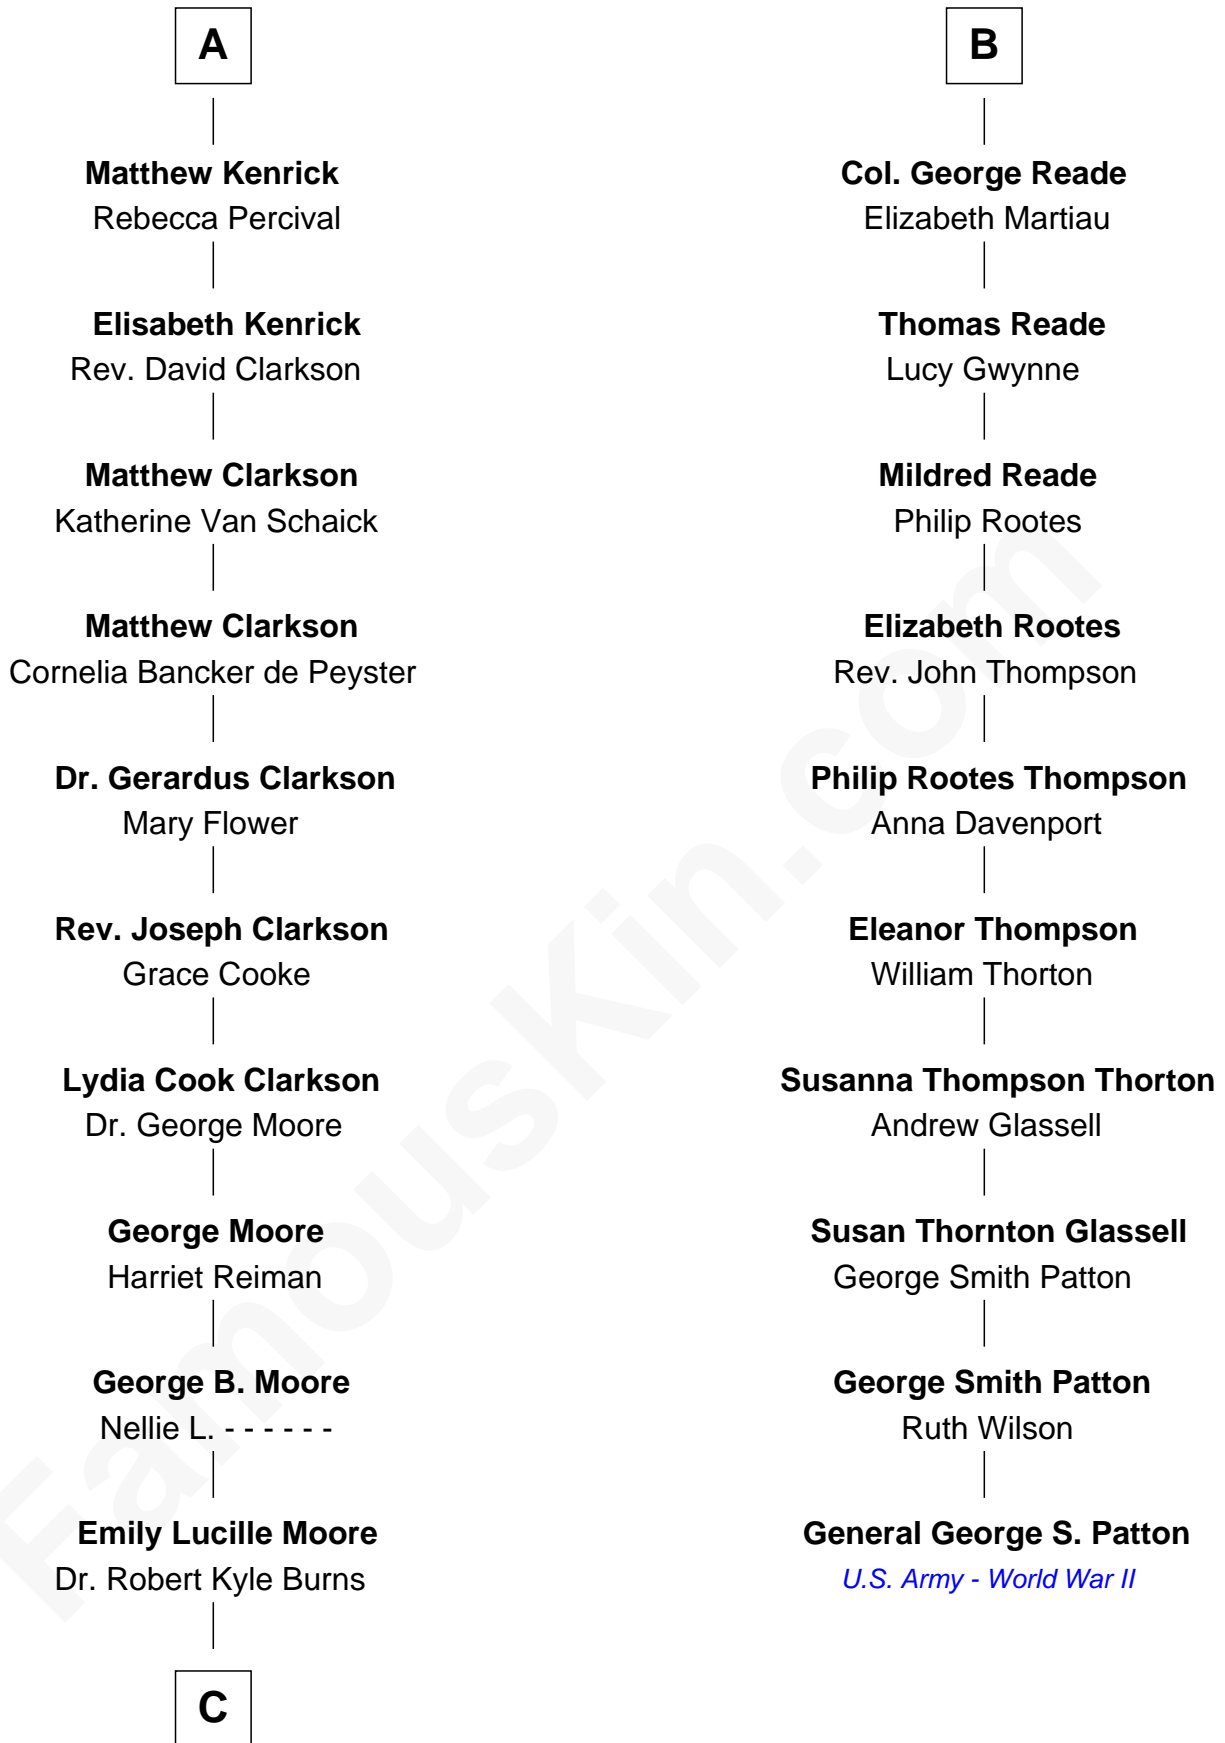 A
Matthew Kenrick
Rebecca Percival
Elisabeth Kenrick
Rev. David Clarkson
Matthew Clarkson
Katherine Van Schaick
Matthew Clarkson
Cornelia Bancker de Peyster
Dr. Gerardus Clarkson
Mary Flower
Rev. Joseph Clarkson
Grace Cooke
Lydia Cook Clarkson
Dr. George Moore
George Moore
Harriet Reiman
George B. Moore
Nellie L. - - - - - -
Emily Lucille Moore
Dr. Robert Kyle Burns
C
B
Col. George Reade
Elizabeth Martiau
Thomas Reade
Lucy Gwynne
Mildred Reade
Philip Rootes
Elizabeth Rootes
Rev. John Thompson
Philip Rootes Thompson
Anna Davenport
Eleanor Thompson
William Thorton
Susanna Thompson Thorton
Andrew Glassell
Susan Thornton Glassell
George Smith Patton
George Smith Patton
Ruth Wilson
General George S. Patton
U.S. Army - World War II
FamousKin.com